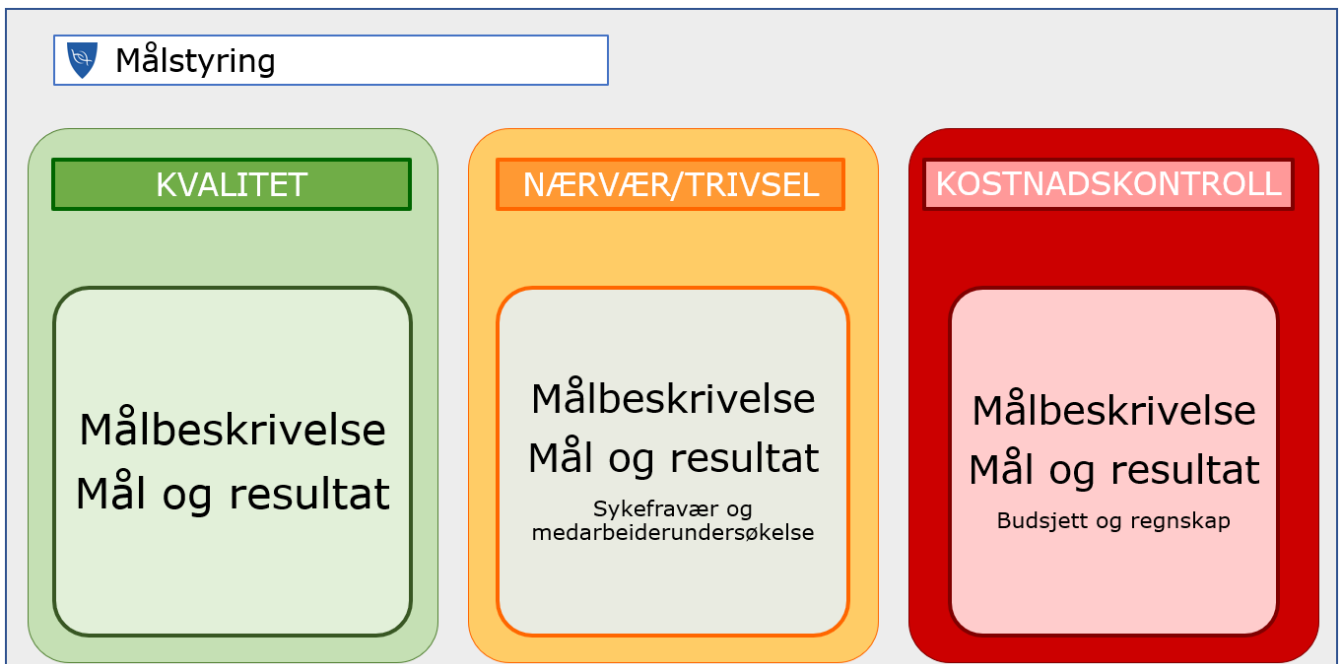 Målstyring
KVALITET
Målbeskrivelse
Mål og resultat
NÆRVÆR/TRIVSEL
Målbeskrivelse
Mål og resultat
Sykefravær og
medarbeiderundersøkelse
KOSTNADSKONTROLL
Målbeskrivelse
Mål og resultat
Budsjett og regnskap